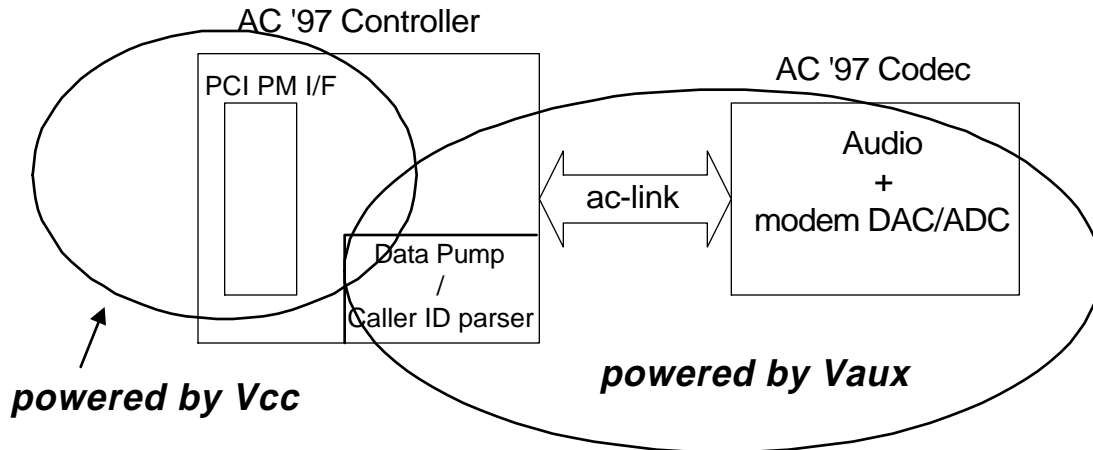 AC '97 Controller
PCI PM I/F
AC '97 Codec
Audio
+
modem DAC/ADC
ac-link
Data Pump
/
Caller ID parser
powered by Vcc
powered by Vaux